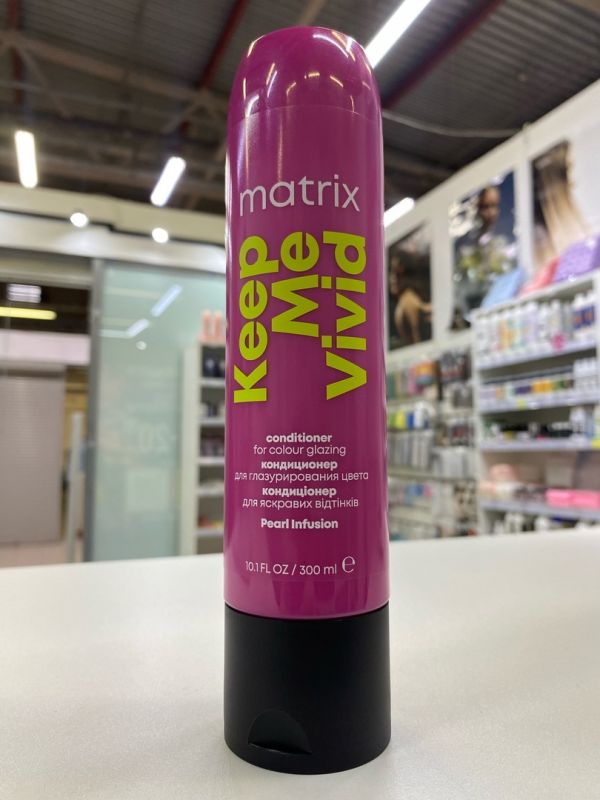 matrix
Keep
Me
Vivid
conditioner
for colour glazing
кондиционер
для глазурирования цвета
кондиціонер
для яскравих відтінків
Pearl Infusion
10.1 FL OZ / 300 ml ℮